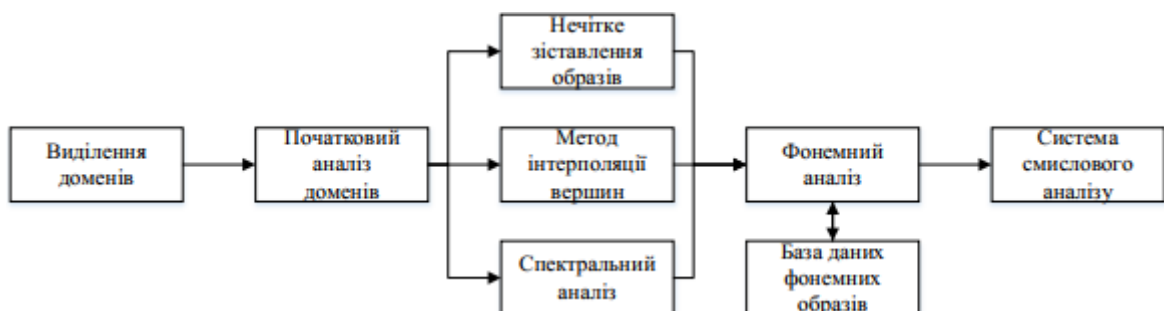 Виділення
доменів
Початковий
аналіз
доменів
Нечітке
зіставлення
образів
Метод
інтерполяції
вершин
Спектральний
аналіз
Фонемний
аналіз
База даних
фонемних
образів
Система
смислового
аналізу